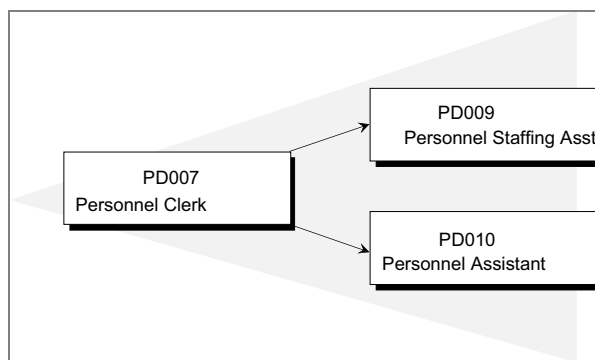 PD009
Personnel Staffing Asst
PD007
Personnel Clerk
PD010
Personnel Assistant